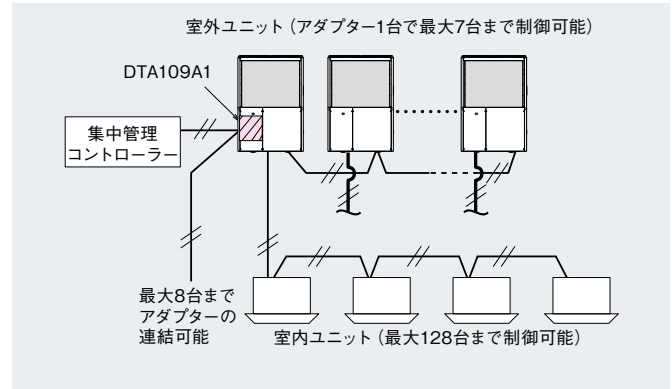 室外ユニット（アダプター1台で最大7台まで制御可能）
DTA109A1
集中管理
コントローラー
最大8台まで
アダプターの
連結可能
室内ユニット（最大128台まで制御可能）